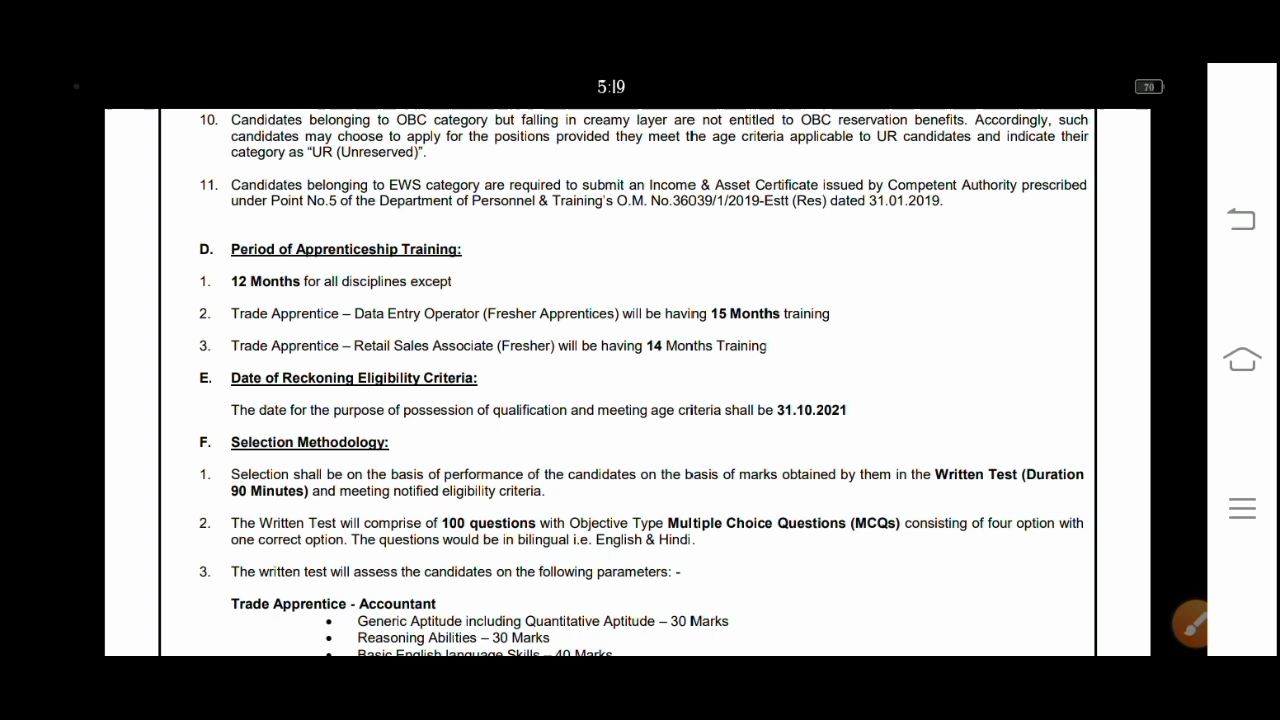 5:19
70
10. Candidates belonging to OBC category but falling in creamy layer are not entitled to OBC reservation benefits. Accordingly, such
candidates may choose to apply for the positions provided they meet the age criteria applicable to UR candidates and indicate their
category as “UR (Unreserved)”.
11. Candidates belonging to EWS category are required to submit an Income & Asset Certificate issued by Competent Authority prescribed
under Point No.5 of the Department of Personnel & Training's O.M. No.36039/1/2019-Estt (Res) dated 31.01.2019.
D. Period of Apprenticeship Training:
1. 12 Months for all disciplines except
2. Trade Apprentice – Data Entry Operator (Fresher Apprentices) will be having 15 Months training
3. Trade Apprentice – Retail Sales Associate (Fresher) will be having 14 Months Training
E. Date of Reckoning Eligibility Criteria:
The date for the purpose of possession of qualification and meeting age criteria shall be 31.10.2021
F. Selection Methodology:
1. Selection shall be on the basis of performance of the candidates on the basis of marks obtained by them in the Written Test (Duration
90 Minutes) and meeting notified eligibility criteria.
2. The Written Test will comprise of 100 questions with Objective Type Multiple Choice Questions (MCQs) consisting of four option with
one correct option. The questions would be in bilingual i.e. English & Hindi.
3. The written test will assess the candidates on the following parameters: -
Trade Apprentice - Accountant
• Generic Aptitude including Quantitative Aptitude – 30 Marks
• Reasoning Abilities – 30 Marks
• Basic English language Skills – 40 Marks